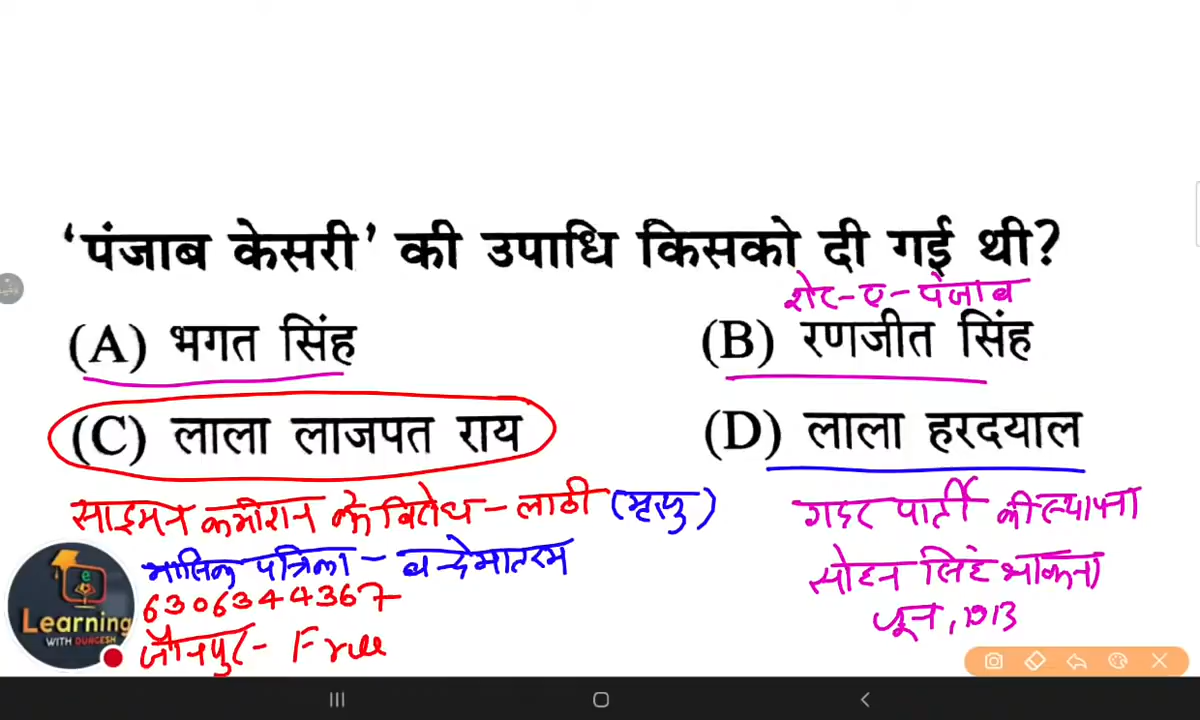 ‘पंजाब केसरी’ की उपाधि किसको दी गई थी?
शेर-ए-पंजाब
(A) भगत सिंह
(B) रणजीत सिंह
(C) लाला लाजपत राय
(D) लाला हरदयाल
साइमन कमीशन के विरोध - लाठी (मृत्यु)
मासिक पत्रिका - वन्देमातरम
6306344367
जौनपुर - Free
गदर पार्टी की स्थापना
सोहन सिंह भाकना
जून, 1913
e
Learning
WITH DURGESH